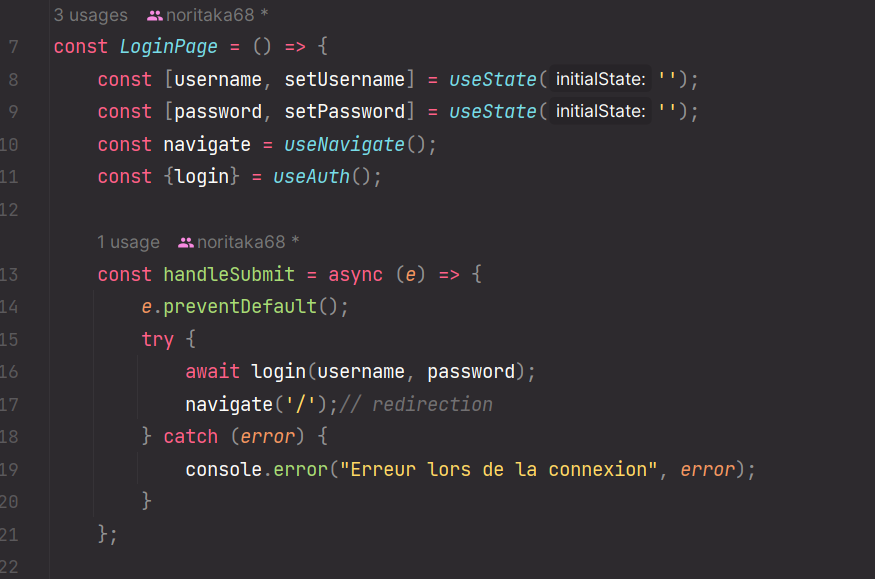 3 usages noritaka68 *
7 const LoginPage = () => {
8 const [username, setUsername] = useState( initialState: '');
9 const [password, setPassword] = useState( initialState: '');
10 const navigate = useNavigate();
11 const {login} = useAuth();
12
1 usage noritaka68 *
13 const handleSubmit = async (e) => {
14 e.preventDefault();
15 try {
16 await login(username, password);
17 navigate('/');// redirection
18 } catch (error) {
19 console.error("Erreur lors de la connexion", error);
20 }
21 };
22